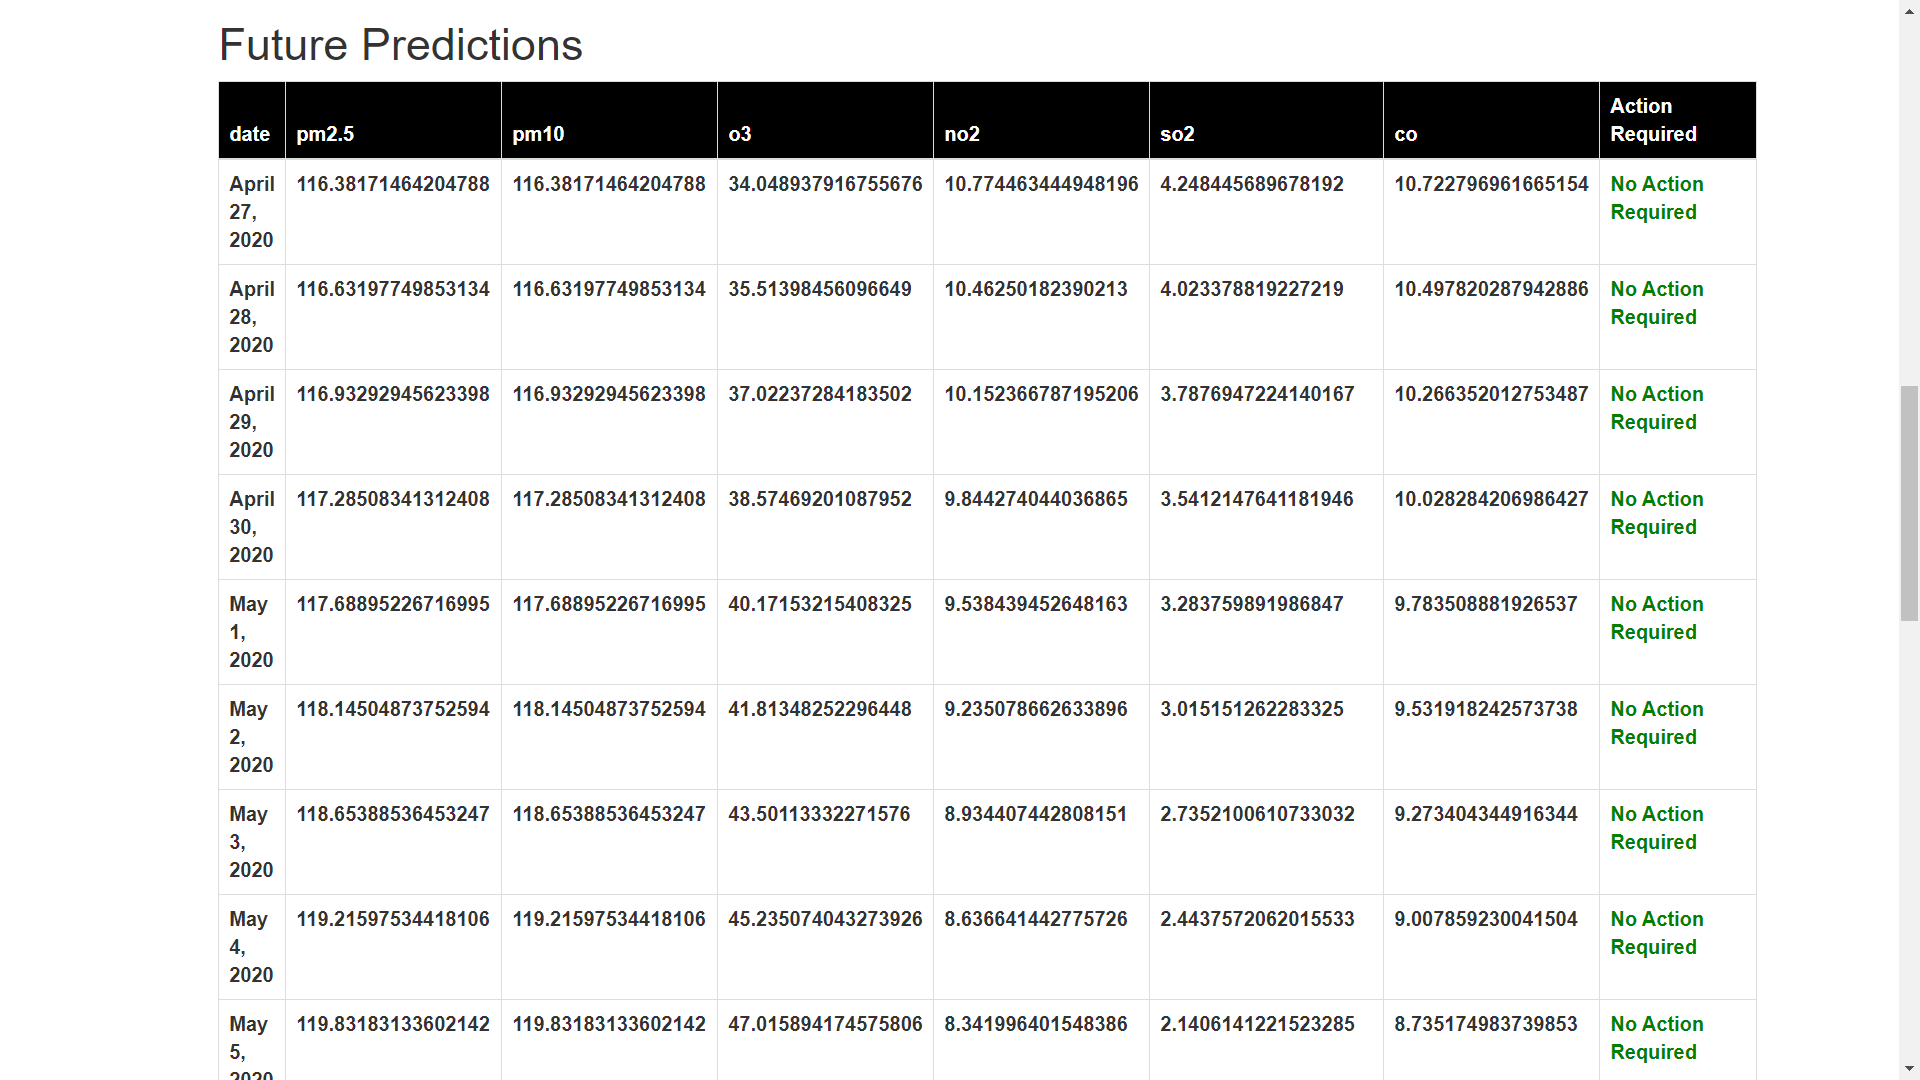 Future Predictions
date pm2.5 pm10 o3 no2 so2 co Action Required
April 27, 2020 116.38171464204788 116.38171464204788 34.048937916755676 10.774463444948196 4.248445689678192 10.722796961665154 No Action Required
April 28, 2020 116.63197749853134 116.63197749853134 35.51398456096649 10.46250182390213 4.023378819227219 10.497820287942886 No Action Required
April 29, 2020 116.93292945623398 116.93292945623398 37.02237284183502 10.152366787195206 3.7876947224140167 10.266352012753487 No Action Required
April 30, 2020 117.28508341312408 117.28508341312408 38.57469201087952 9.844274044036865 3.5412147641181946 10.028284206986427 No Action Required
May 1, 2020 117.68895226716995 117.68895226716995 40.17153215408325 9.538439452648163 3.283759891986847 9.783508881926537 No Action Required
May 2, 2020 118.14504873752594 118.14504873752594 41.81348252296448 9.235078662633896 3.015151262283325 9.531918242573738 No Action Required
May 3, 2020 118.65388536453247 118.65388536453247 43.50113332271576 8.934407442808151 2.7352100610733032 9.273404344916344 No Action Required
May 4, 2020 119.21597534418106 119.21597534418106 45.235074043273926 8.636641442775726 2.4437572062015533 9.007859230041504 No Action Required
May 5, 2020 119.83183133602142 119.83183133602142 47.015894174575806 8.341996401548386 2.1406141221523285 8.735174983739853 No Action Required